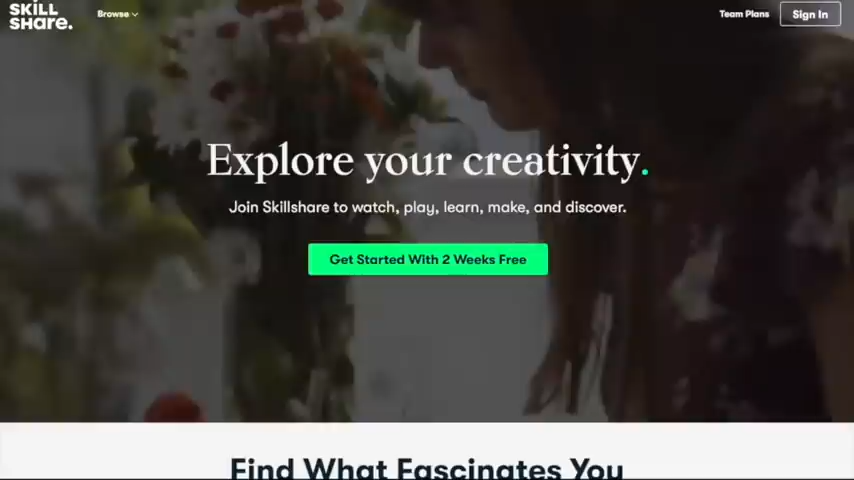 SKILL
SHare.
Browse
Team Plans
Sign In
Explore your creativity.
Join Skillshare to watch, play, learn, make, and discover.
Get Started With 2 Weeks Free
Find What Fascinates You